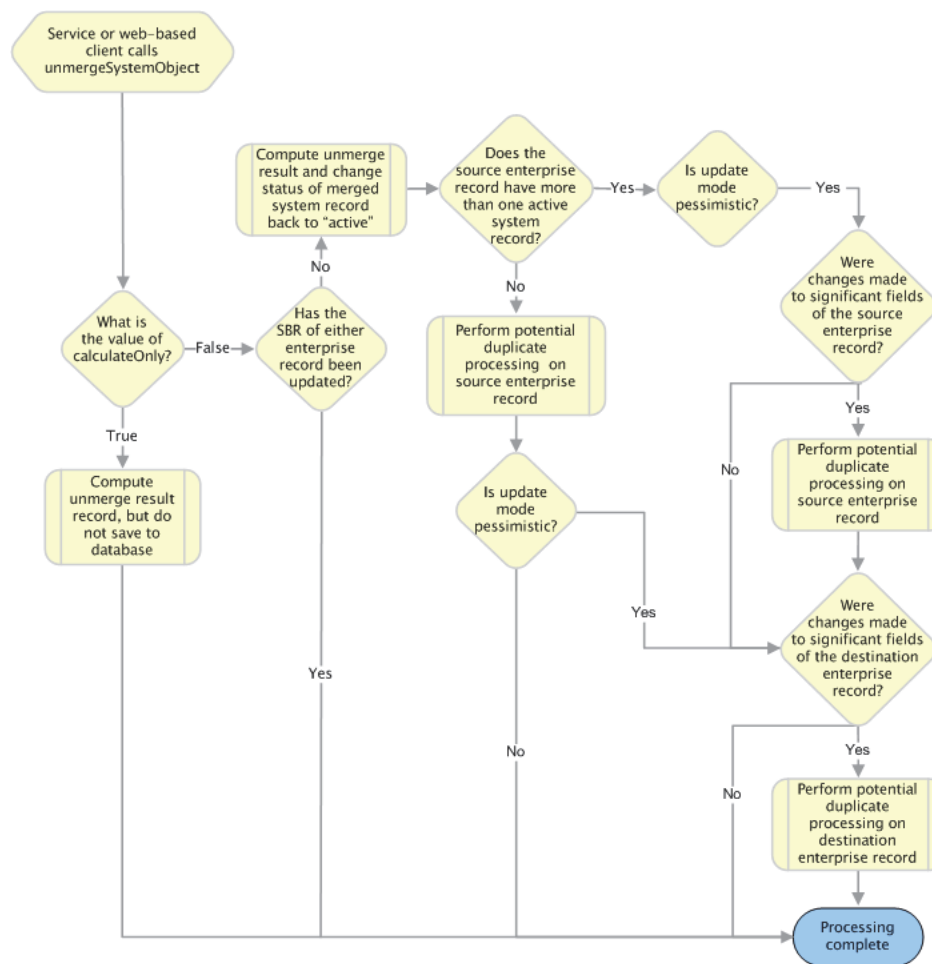 Service or web-based
client calls
unmergeSystemObject
What is
the value of
calculateOnly?
False
True
Compute
unmerge result
record, but do
not save to
database
Has the
SBR of either
enterprise
record been
updated?
No
Yes
Compute unmerge
result and change
status of merged
system record
back to “active”
Does the
source enterprise
record have more
than one active
system
record?
Yes
No
Is update
mode
pessimistic?
Yes
Perform potential
duplicate
processing on
source enterprise
record
Is update
mode
pessimistic?
Yes
No
Were
changes made
to significant fields
of the source
enterprise
record?
Yes
No
Perform potential
duplicate
processing on
source enterprise
record
Were
changes made
to significant fields
of the destination
enterprise
record?
Yes
No
Perform potential
duplicate
processing on
destination
enterprise record
Processing
complete